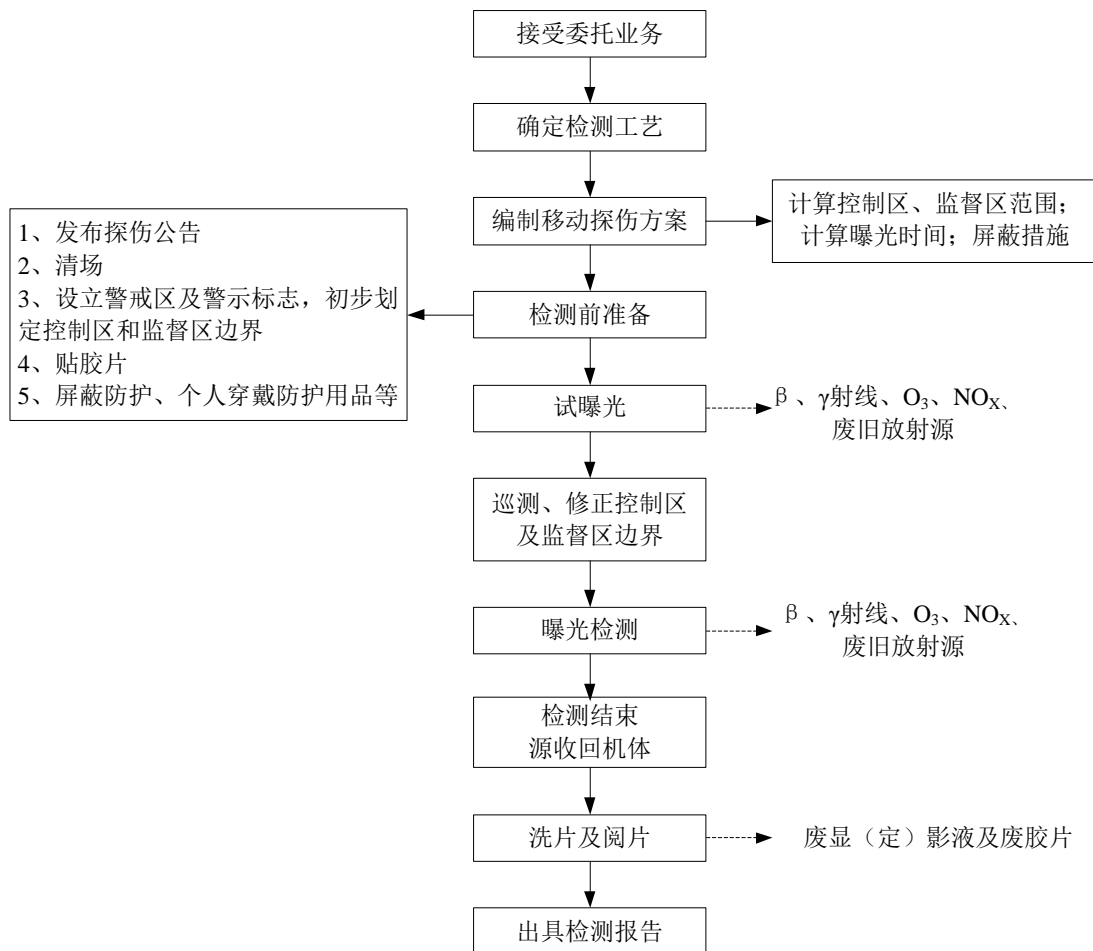 接受委托业务
确定检测工艺
编制移动探伤方案
计算控制区、监督区范围；
计算曝光时间；屏蔽措施
1、发布探伤公告
2、清场
3、设立警戒区及警示标志，初步划
定控制区和监督区边界
4、贴胶片
5、屏蔽防护、个人穿戴防护用品等
检测前准备
试曝光
β、γ射线、O₃、NOX、
废旧放射源
巡测、修正控制区
及监督区边界
曝光检测
β、γ射线、O₃、NOX、
废旧放射源
检测结束
源收回机体
洗片及阅片
废显（定）影液及废胶片
出具检测报告